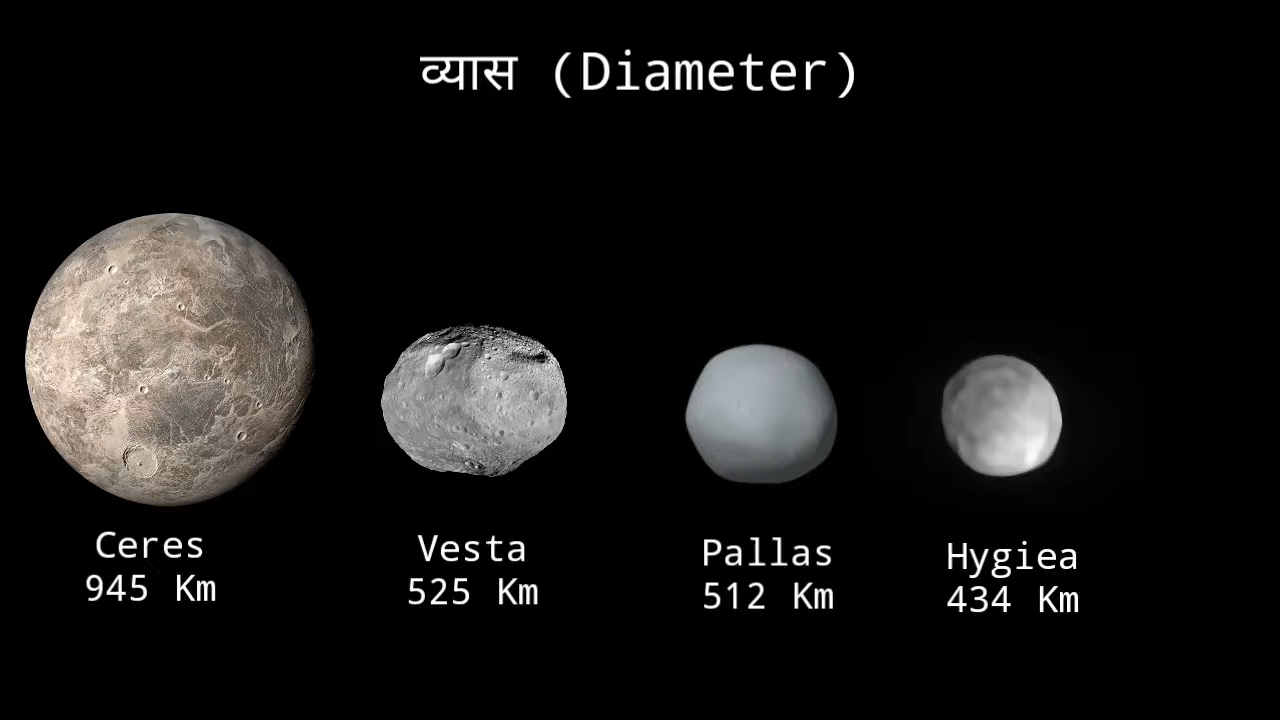 व्यास (Diameter)
Ceres
945 Km
Vesta
525 Km
Pallas
512 Km
Hygiea
434 Km